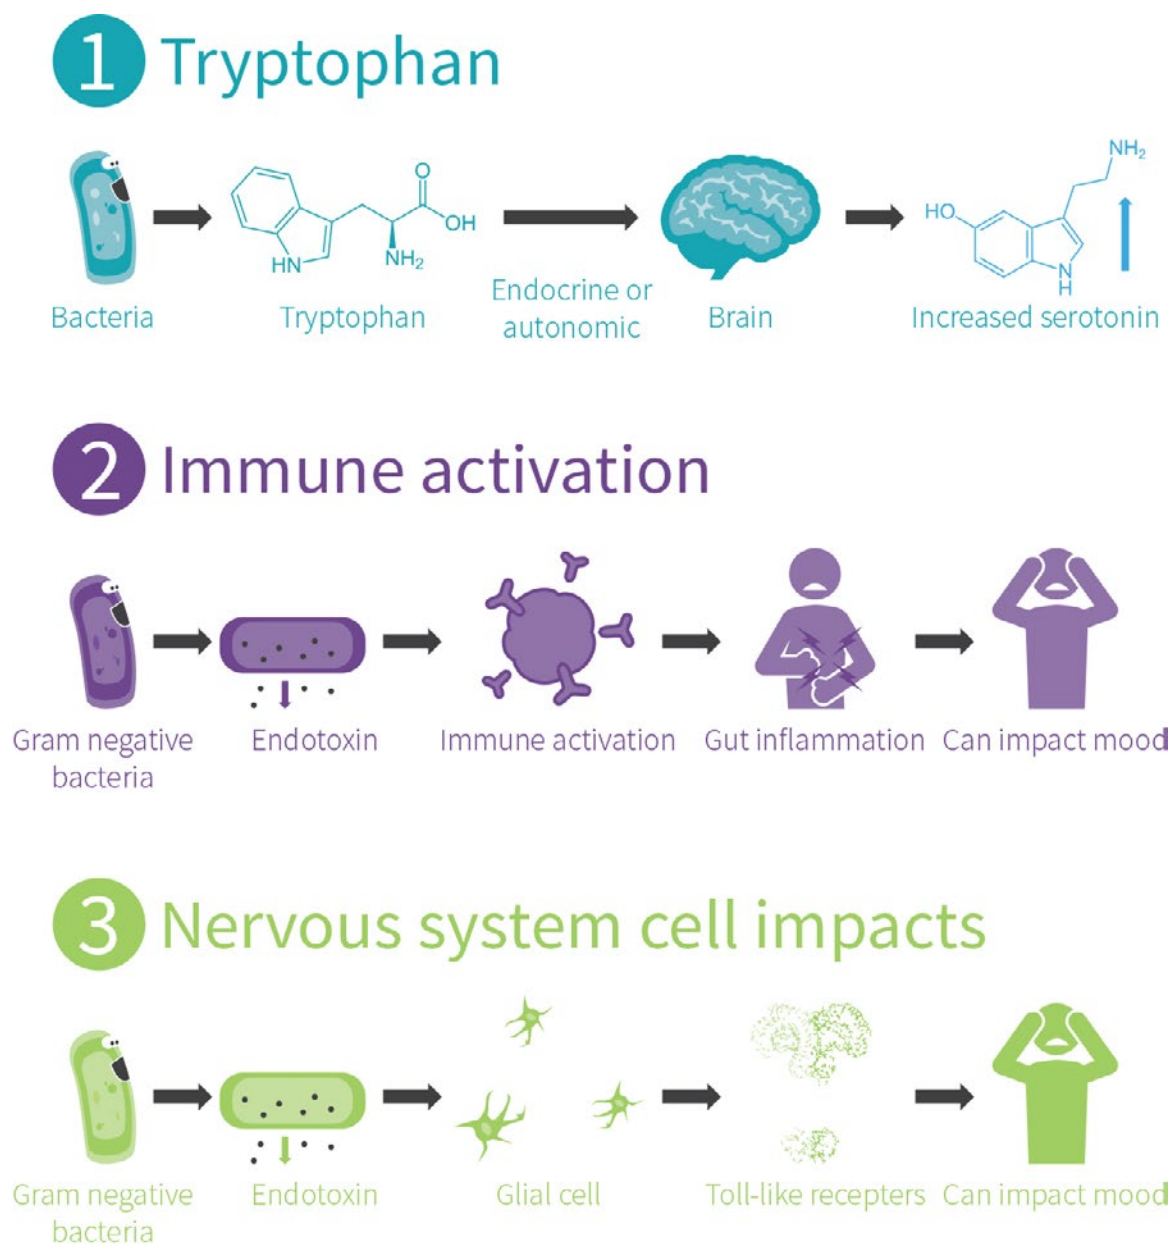 1 Tryptophan
NH₂
O
OH
HO
HN
NH₂
N
H
Bacteria
Tryptophan
Endocrine or
autonomic
Brain
Increased serotonin
2 Immune activation
Gram negative
bacteria
Endotoxin
Immune activation
Gut inflammation
Can impact mood
3 Nervous system cell impacts
Gram negative
bacteria
Endotoxin
Glial cell
Toll-like recepters
Can impact mood